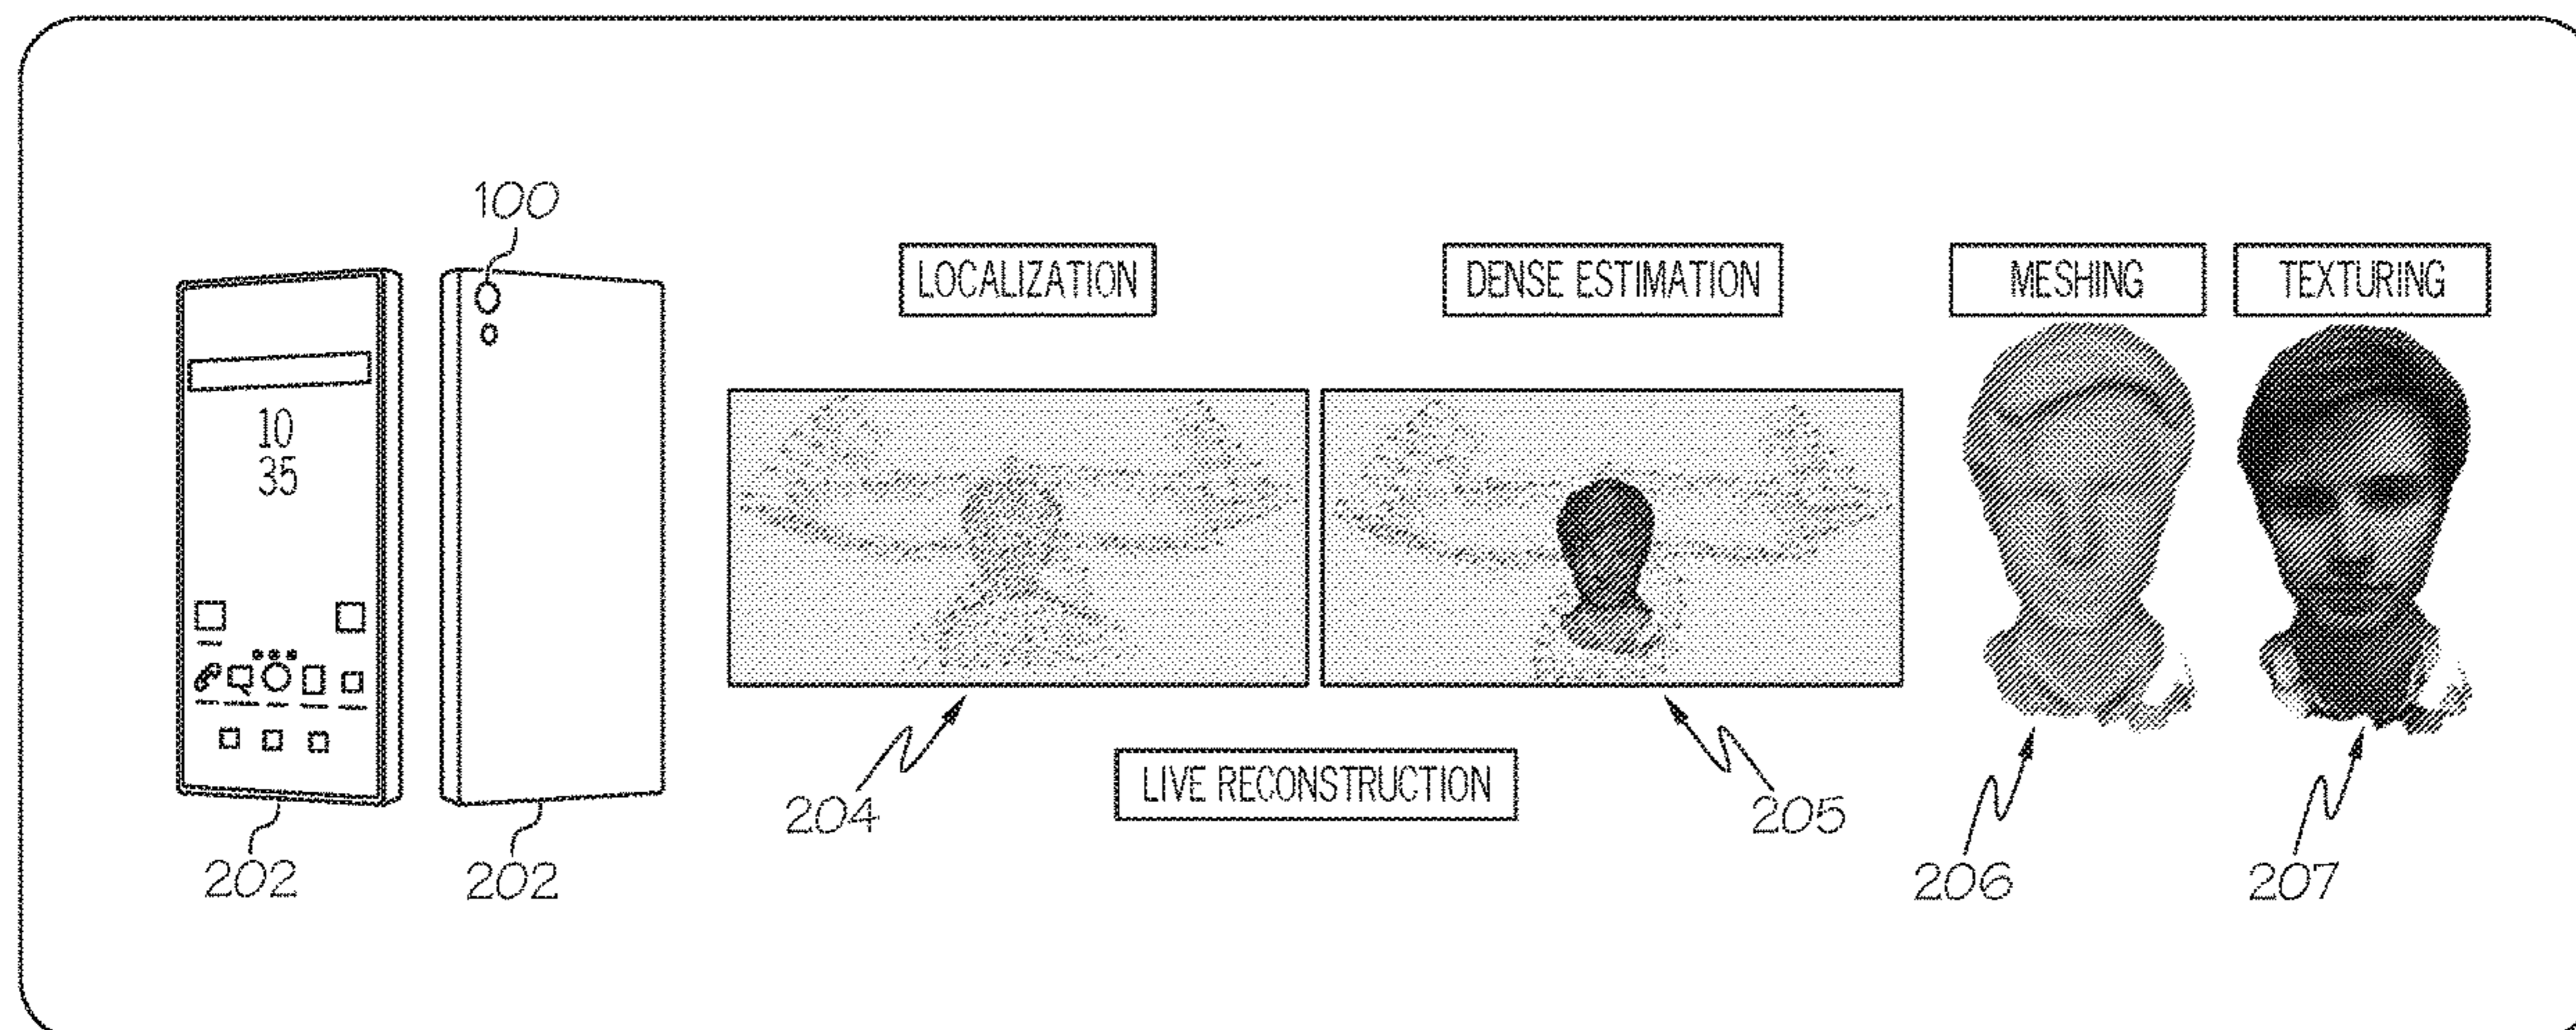 100
LOCALIZATION
DENSE ESTIMATION
MESHING
TEXTURING
10
35
204
LIVE RECONSTRUCTION
205
202
202
206
207